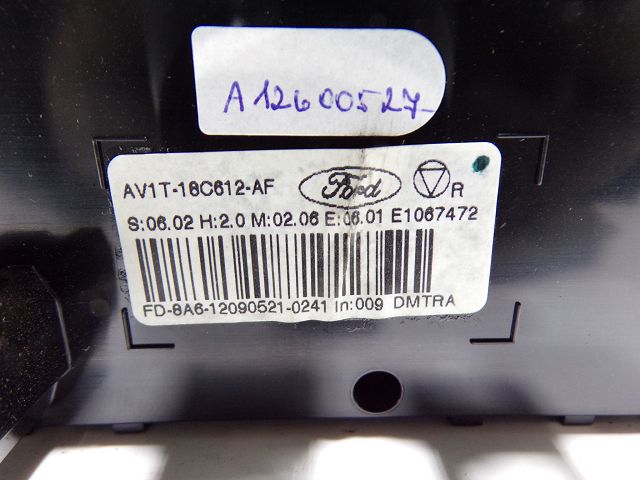 A12600527
AV1T-18C612-AF Ford R
S:06.02 H:2.0 M:02.06 E:06.01 E1067472
FD-8A6-12090521-0241 In:009 DMTRA